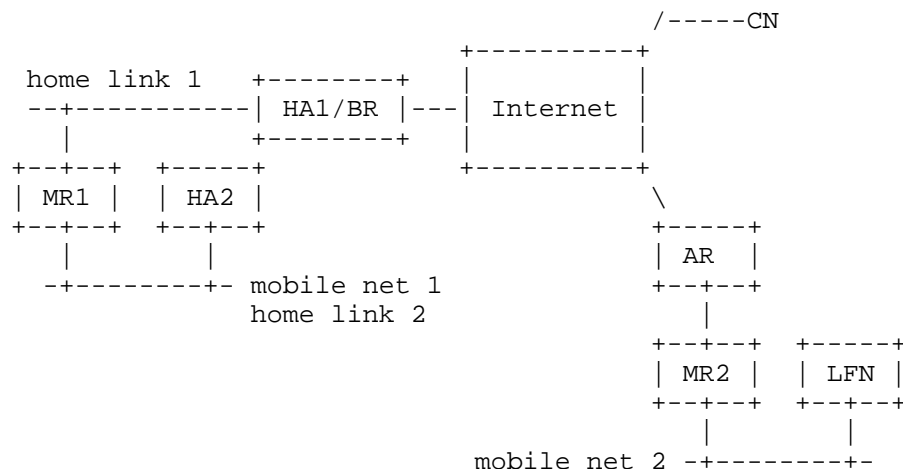 CN
home link 1
HA1/BR Internet
MR1 HA2
AR
mobile net 1
home link 2
MR2 LFN
mobile net 2